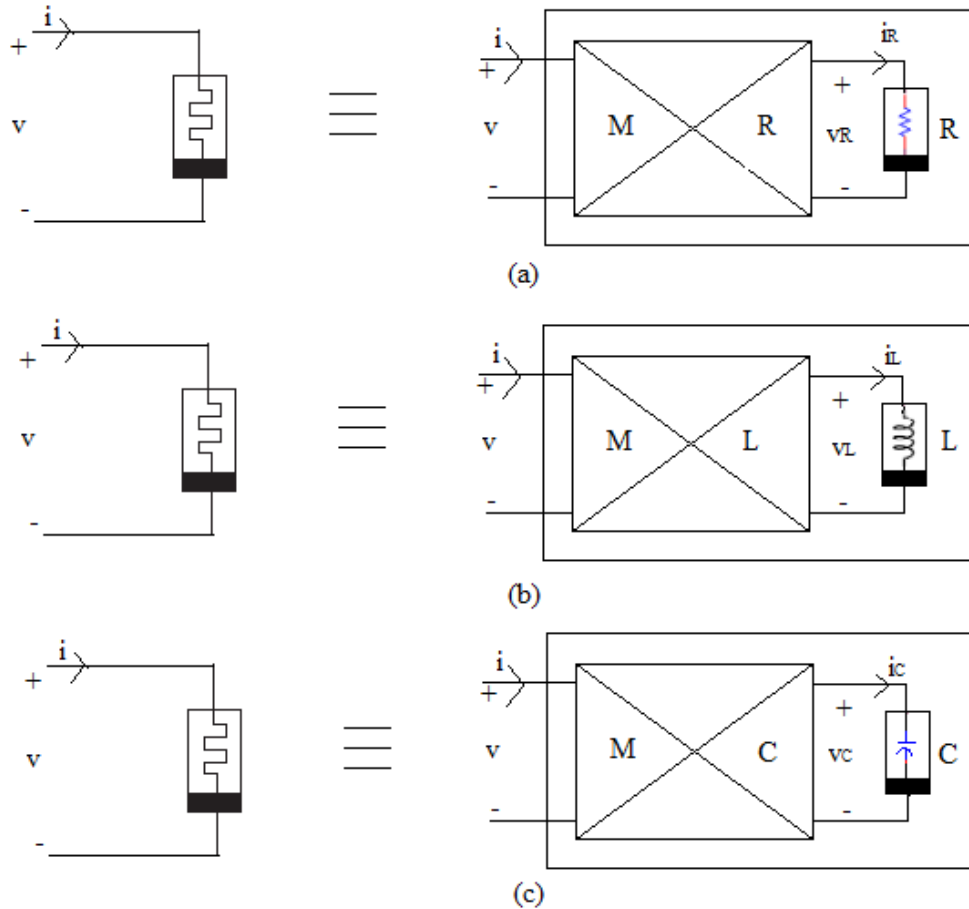 i i iR
+ + +
v v M R vR R
- - -
(a)
i i iL
+ + +
v v M L vL L
- - -
(b)
i i iC
+ + +
v v M C vC C
- - -
(c)